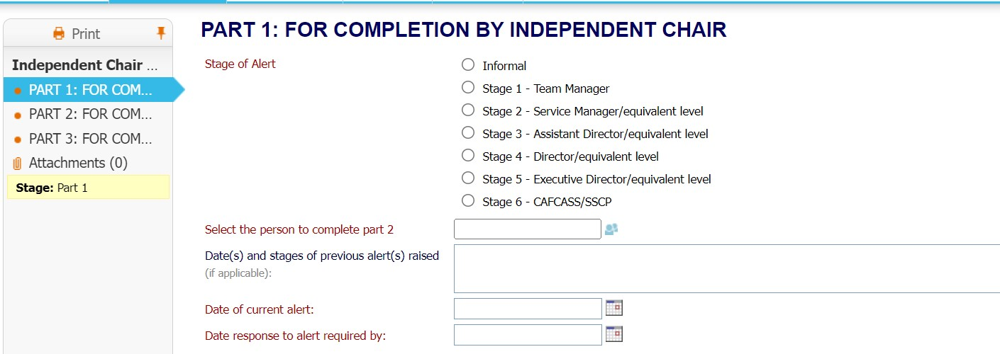 Print
Independent Chair ...
PART 1: FOR COM...
PART 2: FOR COM...
PART 3: FOR COM...
Attachments (0)
Stage: Part 1
PART 1: FOR COMPLETION BY INDEPENDENT CHAIR
Stage of Alert
Informal
Stage 1 - Team Manager
Stage 2 - Service Manager/equivalent level
Stage 3 - Assistant Director/equivalent level
Stage 4 - Director/equivalent level
Stage 5 - Executive Director/equivalent level
Stage 6 - CAFCASS/SSCP
Select the person to complete part 2
Date(s) and stages of previous alert(s) raised
(if applicable):
Date of current alert:
Date response to alert required by: